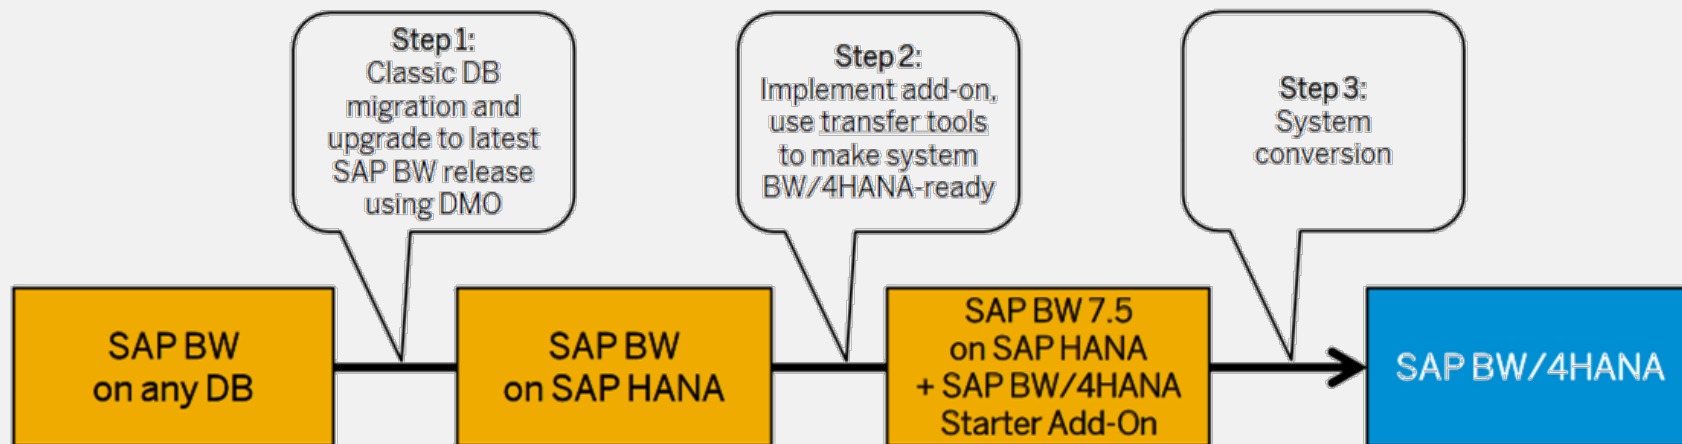 Step 1:
Classic DB
migration and
upgrade to latest
SAP BW release
using DMO
Step 2:
Implement add-on,
use transfer tools
to make system
BW/4HANA-ready
Step 3:
System
conversion
SAP BW
on any DB
SAP BW
on SAP HANA
SAP BW 7.5
on SAP HANA
+ SAP BW/4HANA
Starter Add-On
SAP BW/4HANA